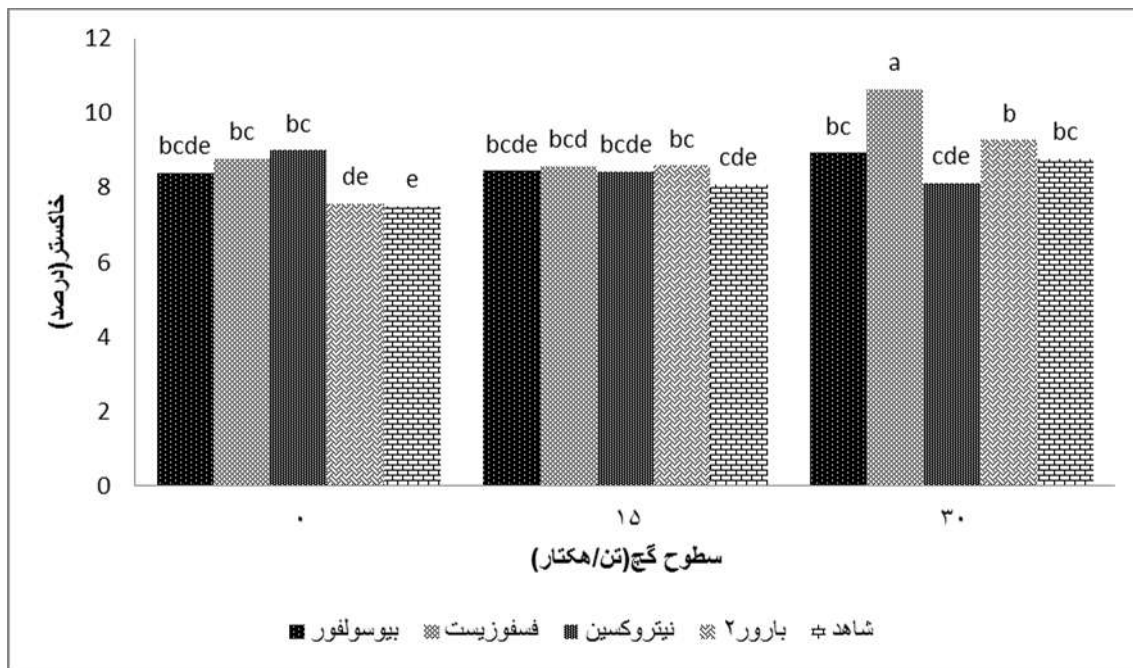 12
10
8
6
4
2
0
خاکستر(درصد)
bcde bc bc de e
bcde bcd bcde bc cde
bc a cde b bc
۰ ۱۵ ۳۰
سطوح گچ(تن/هکتار)
بیوسولفور فسفوزیست نیتروکسین بارور۲ شاهد